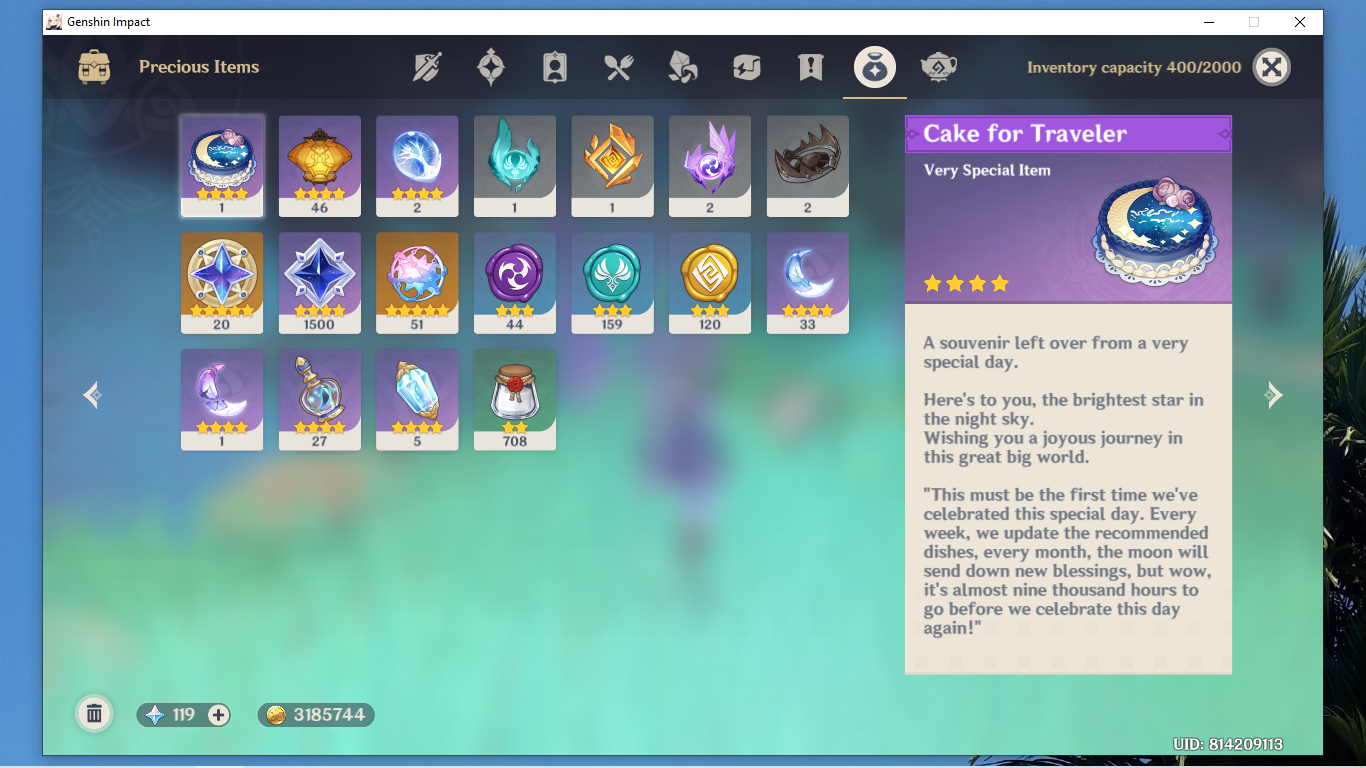 Genshin Impact
Precious Items
Inventory capacity 400/2000
1
46
2
1
1
2
2
20
1500
51
44
159
120
33
1
27
5
708
Cake for Traveler
Very Special Item
A souvenir left over from a very
special day.
Here's to you, the brightest star in
the night sky.
Wishing you a joyous journey in
this great big world.
"This must be the first time we've
celebrated this special day. Every
week, we update the recommended
dishes, every month, the moon will
send down new blessings, but wow,
it's almost nine thousand hours to
go before we celebrate this day
again!"
119
3185744
UID: 814209113